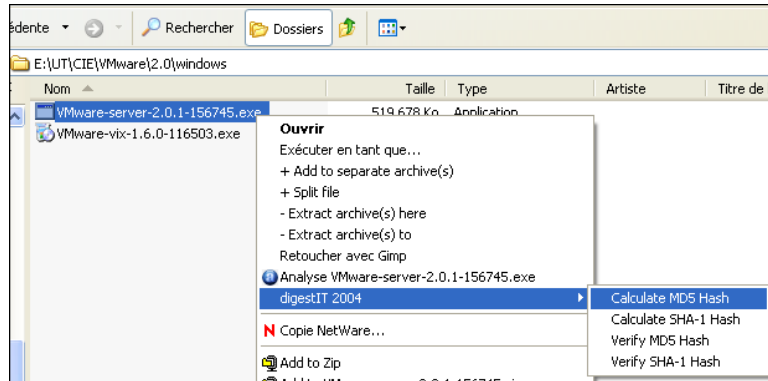 édente Rechercher Dossiers
E:\UT\CIE\VMware\2.0\windows
Nom Taille Type Artiste Titre de
VMware-server-2.0.1-156745.exe 519 678 Ko Application
VMware-vix-1.6.0-116503.exe
Ouvrir
Exécuter en tant que...
+ Add to separate archive(s)
+ Split file
- Extract archive(s) here
- Extract archive(s) to
Retoucher avec Gimp
Analyse VMware-server-2.0.1-156745.exe
digestIT 2004
Calculate MD5 Hash
Calculate SHA-1 Hash
Verify MD5 Hash
Verify SHA-1 Hash
N Copie NetWare...
Add to Zip